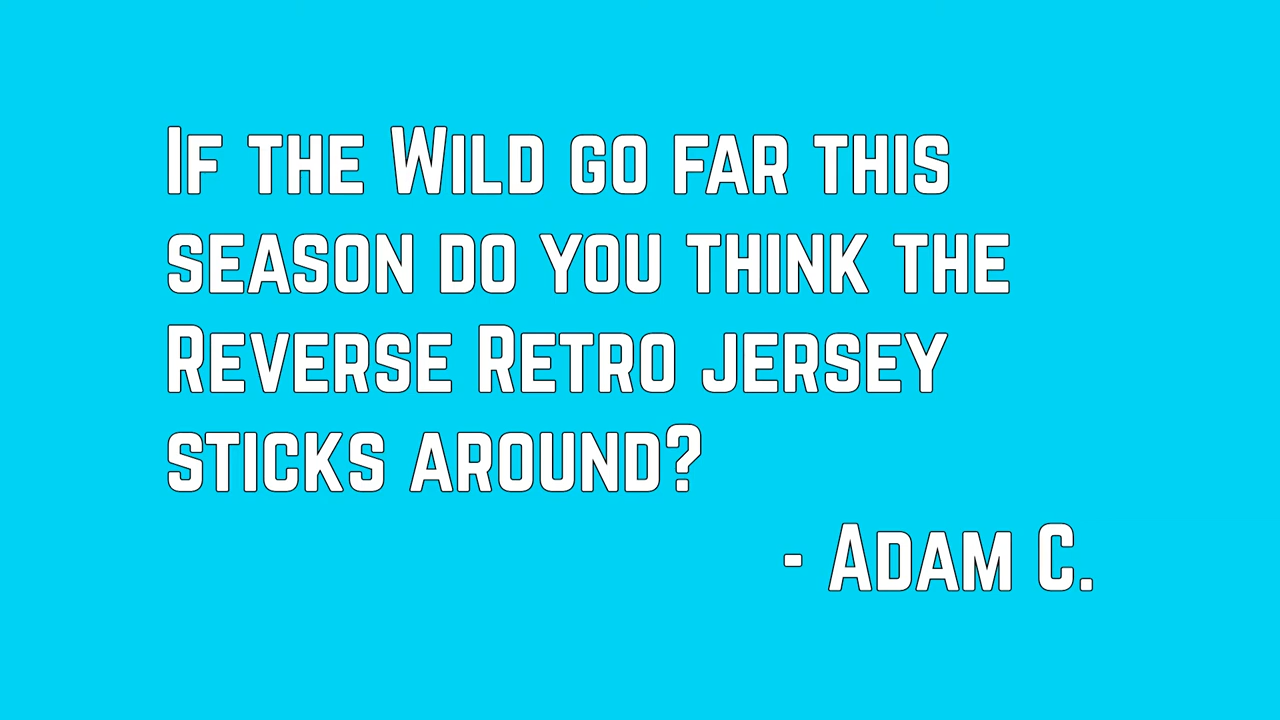 If the Wild go far this
season do you think the
Reverse Retro jersey
sticks around?
- Adam C.